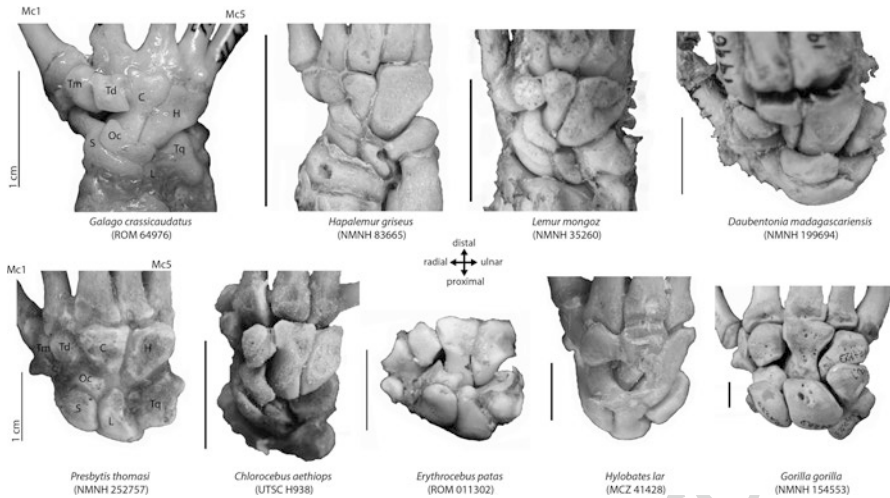 Mc1
Mc5
Tm
Td
C
H
S
Oc
Tq
L
1 cm
Galago crassicaudatus
(ROM 64976)
Hapalemur griseus
(NMNH 83665)
Lemur mongoz
(NMNH 35260)
Daubentonia madagascariensis
(NMNH 199694)
distal
radial
ulnar
proximal
Mc1
Mc5
Tm
Td
C
H
Oc
S
L
Tq
1 cm
Presbytis thomasi
(NMNH 252757)
Chlorocebus aethiops
(UTSC H938)
Erythrocebus patas
(ROM 011302)
Hylobates lar
(MCZ 41428)
Gorilla gorilla
(NMNH 154553)